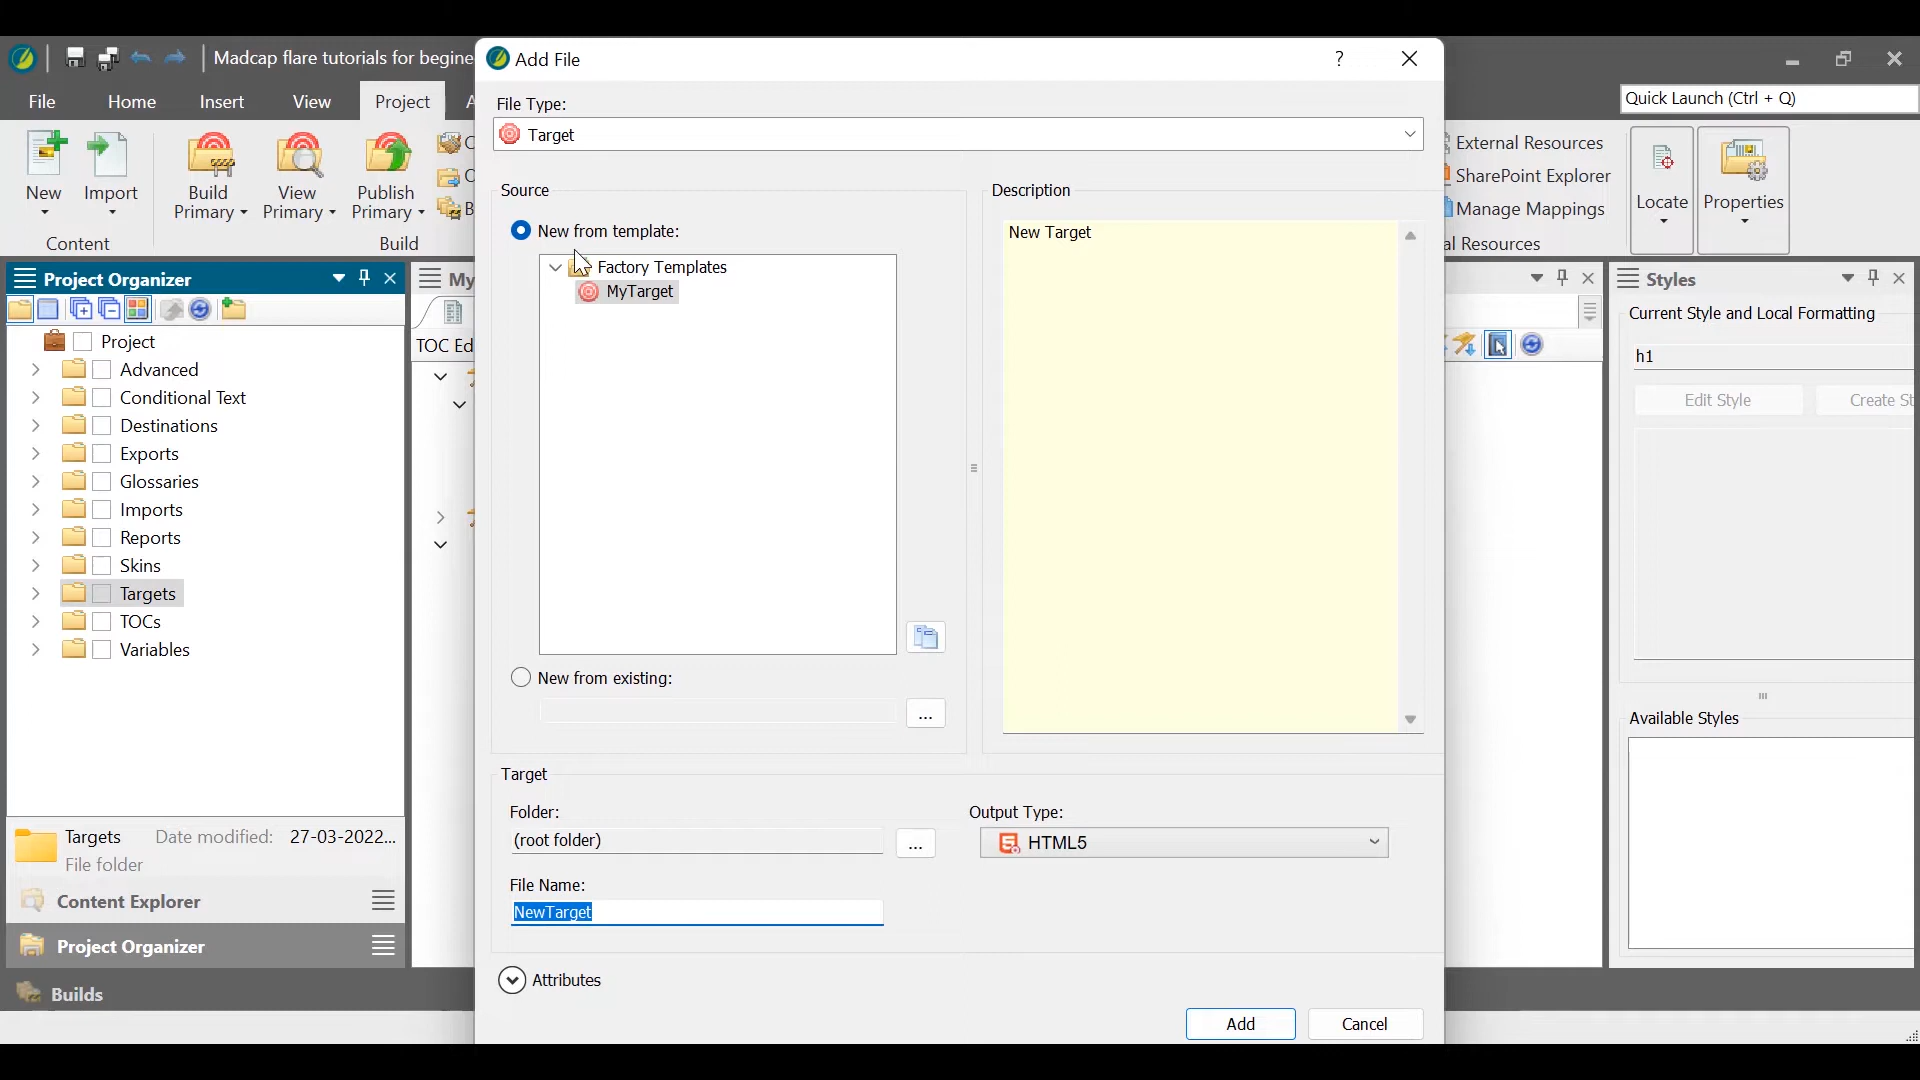 Madcap flare tutorials for begine
Add File
?
File Home Insert View Project A
Quick Launch (Ctrl + Q)
File Type:
Target
New
Import
Build Primary
View Primary
Publish Primary
C
C
B
Content
Build
External Resources
SharePoint Explorer
Manage Mappings
al Resources
Locate
Properties
Source
New from template:
Factory Templates
MyTarget
New from existing:
...
Description
New Target
Project Organizer
Project
Advanced
Conditional Text
Destinations
Exports
Glossaries
Imports
Reports
Skins
Targets
TOCs
Variables
My
TOC Ed
Styles
Current Style and Local Formatting
h1
Edit Style
Create St
Available Styles
Target
Folder:
(root folder)
...
Output Type:
HTML5
File Name:
NewTarget
Attributes
Add
Cancel
Targets Date modified: 27-03-2022...
File folder
Content Explorer
Project Organizer
Builds